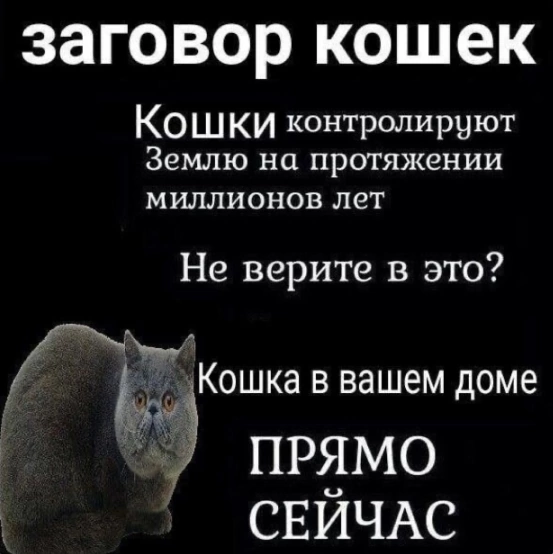 заговор кошек
Кошки контролируют
Землю на протяжении
миллионов лет
Не верите в это?
Кошка в вашем доме
ПРЯМО
СЕЙЧАС